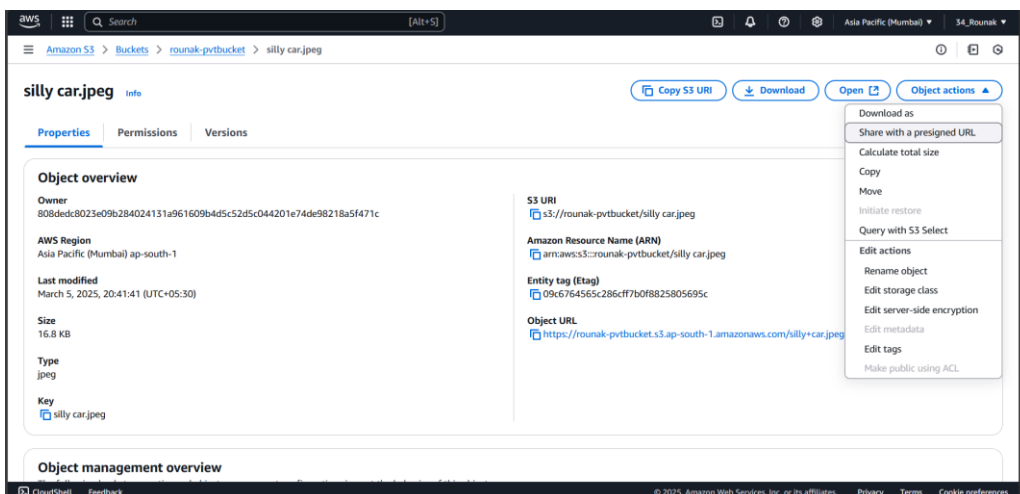 aws
Search [Alt+S] Asia Pacific (Mumbai) ▼ 34_Rounak ▼
Amazon S3 > Buckets > rounak-pvtbucket > silly car.jpeg
silly car.jpeg Info
Copy S3 URI Download Open Object actions ▲
Download as
Share with a presigned URL
Calculate total size
Copy
Move
Initiate restore
Query with S3 Select
Edit actions
Rename object
Edit storage class
Edit server-side encryption
Edit metadata
Edit tags
Make public using ACL
Properties Permissions Versions
Object overview
Owner
808dedc8023e09b284024131a961609b4d5c52d5c044201e74de98218a5f471c
AWS Region
Asia Pacific (Mumbai) ap-south-1
Last modified
March 5, 2025, 20:41:41 (UTC+05:30)
Size
16.8 KB
Type
jpeg
Key
silly car.jpeg
S3 URI
s3://rounak-pvtbucket/silly car.jpeg
Amazon Resource Name (ARN)
arn:aws:s3:::rounak-pvtbucket/silly car.jpeg
Entity tag (Etag)
09c6764565c286cff7b0f8825805695c
Object URL
https://rounak-pvtbucket.s3.ap-south-1.amazonaws.com/silly+car.jpeg
Object management overview
CloudShell Feedback © 2025, Amazon Web Services, Inc. or its affiliates. Privacy Terms Cookie preferences